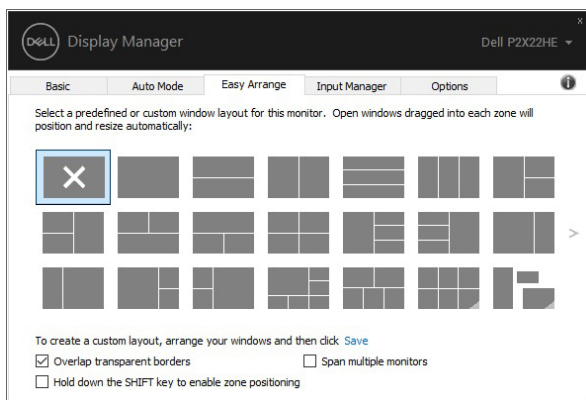 x
DELL Display Manager
Dell P2X22HE
Basic Auto Mode Easy Arrange Input Manager Options i
Select a predefined or custom window layout for this monitor. Open windows dragged into each zone will
position and resize automatically:
>
To create a custom layout, arrange your windows and then click Save
Overlap transparent borders Span multiple monitors
Hold down the SHIFT key to enable zone positioning